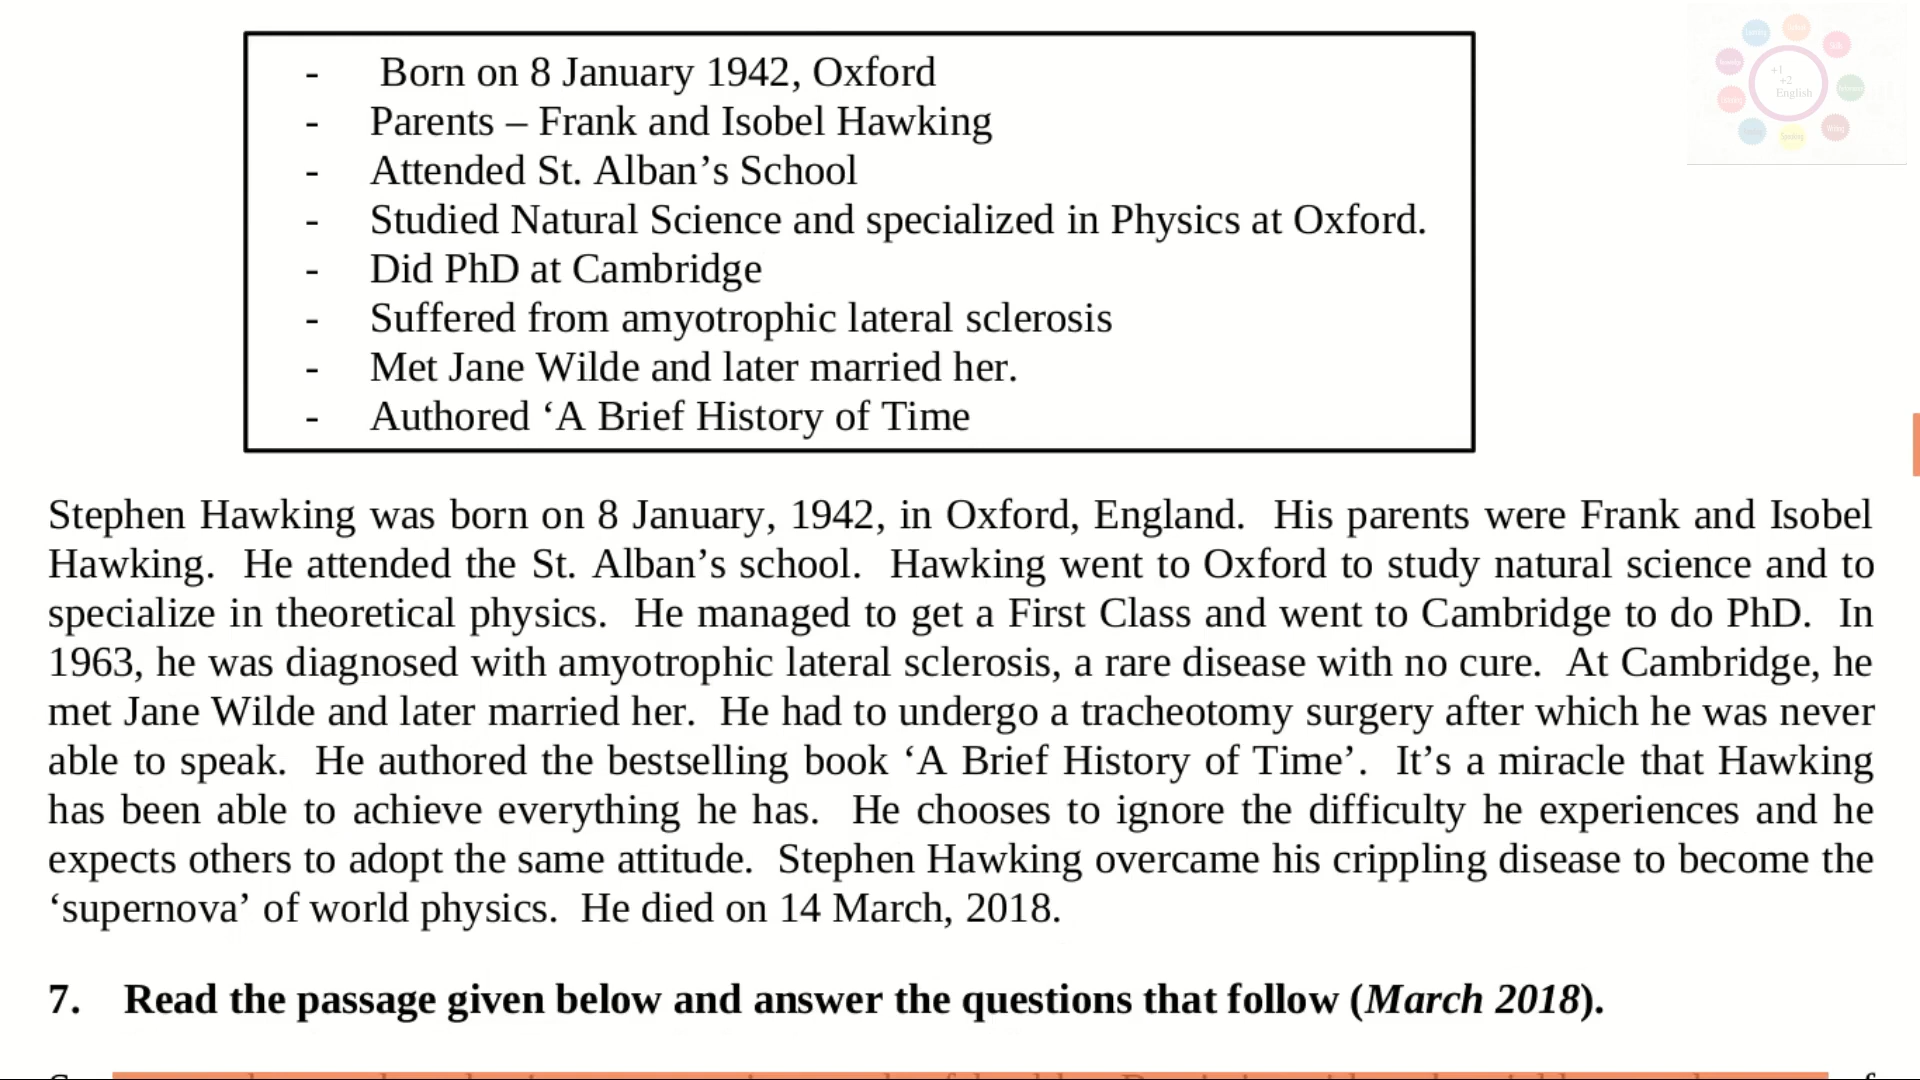 - Born on 8 January 1942, Oxford
- Parents – Frank and Isobel Hawking
- Attended St. Alban’s School
- Studied Natural Science and specialized in Physics at Oxford.
- Did PhD at Cambridge
- Suffered from amyotrophic lateral sclerosis
- Met Jane Wilde and later married her.
- Authored ‘A Brief History of Time
+1
+2
English
Stephen Hawking was born on 8 January, 1942, in Oxford, England. His parents were Frank and Isobel
Hawking. He attended the St. Alban’s school. Hawking went to Oxford to study natural science and to
specialize in theoretical physics. He managed to get a First Class and went to Cambridge to do PhD. In
1963, he was diagnosed with amyotrophic lateral sclerosis, a rare disease with no cure. At Cambridge, he
met Jane Wilde and later married her. He had to undergo a tracheotomy surgery after which he was never
able to speak. He authored the bestselling book ‘A Brief History of Time’. It’s a miracle that Hawking
has been able to achieve everything he has. He chooses to ignore the difficulty he experiences and he
expects others to adopt the same attitude. Stephen Hawking overcame his crippling disease to become the
‘supernova’ of world physics. He died on 14 March, 2018.
7. Read the passage given below and answer the questions that follow (March 2018).